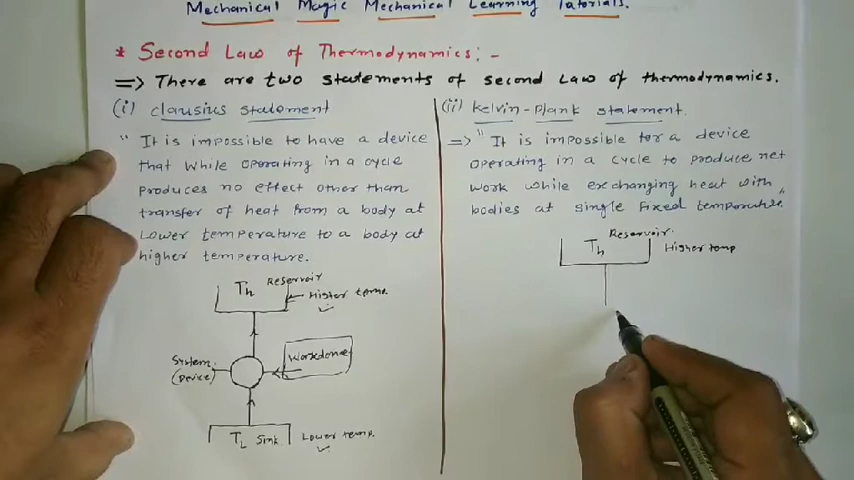 Mechanical Magic Mechanical Learning Tutorials.
* Second Law of Thermodynamics:-
=> There are two statements of second Law of thermodynamics.
(i) clausius statement
" It is impossible to have a device
that while operating in a cycle
produces no effect other than
transfer of heat from a body at
Lower temperature to a body at
higher temperature.
Th Reservoir
Higher temp.
System
(Device)
Workdone
TL Sink
Lower temp.
(ii) Kelvin-Plank statement.
=> " It is impossible for a device
operating in a cycle to produce net
work while exchanging heat with
bodies at single fixed temperature."
Reservoir.
Th
Higher temp